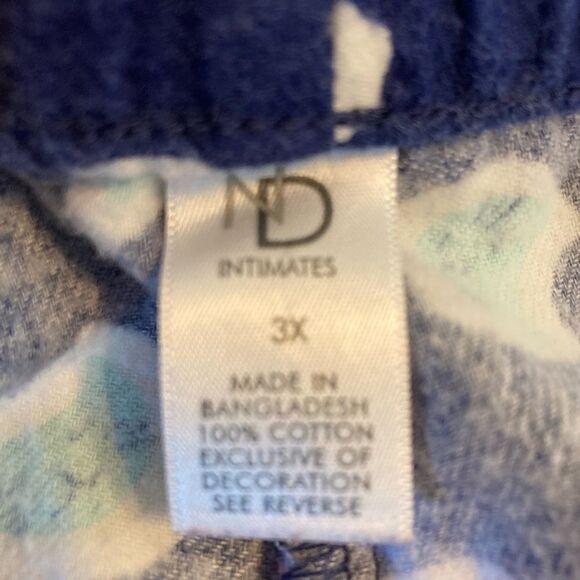 ND
INTIMATES
3X
MADE IN
BANGLADESH
100% COTTON
EXCLUSIVE OF
DECORATION
SEE REVERSE